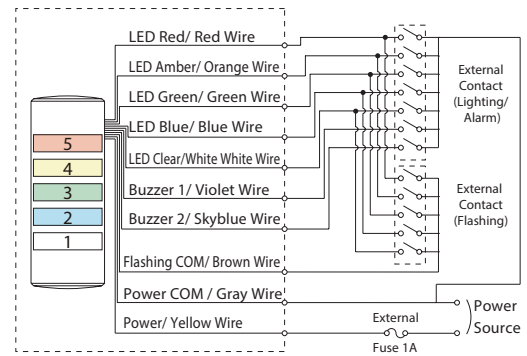 LED Red/ Red Wire
LED Amber/ Orange Wire
LED Green/ Green Wire
LED Blue/ Blue Wire
LED Clear/White White Wire
Buzzer 1/ Violet Wire
Buzzer 2/ Skyblue Wire
Flashing COM/ Brown Wire
Power COM / Gray Wire
Power/ Yellow Wire
5
4
3
2
1
External
Contact
(Lighting/
Alarm)
External
Contact
(Flashing)
External
Fuse 1A
Power
Source